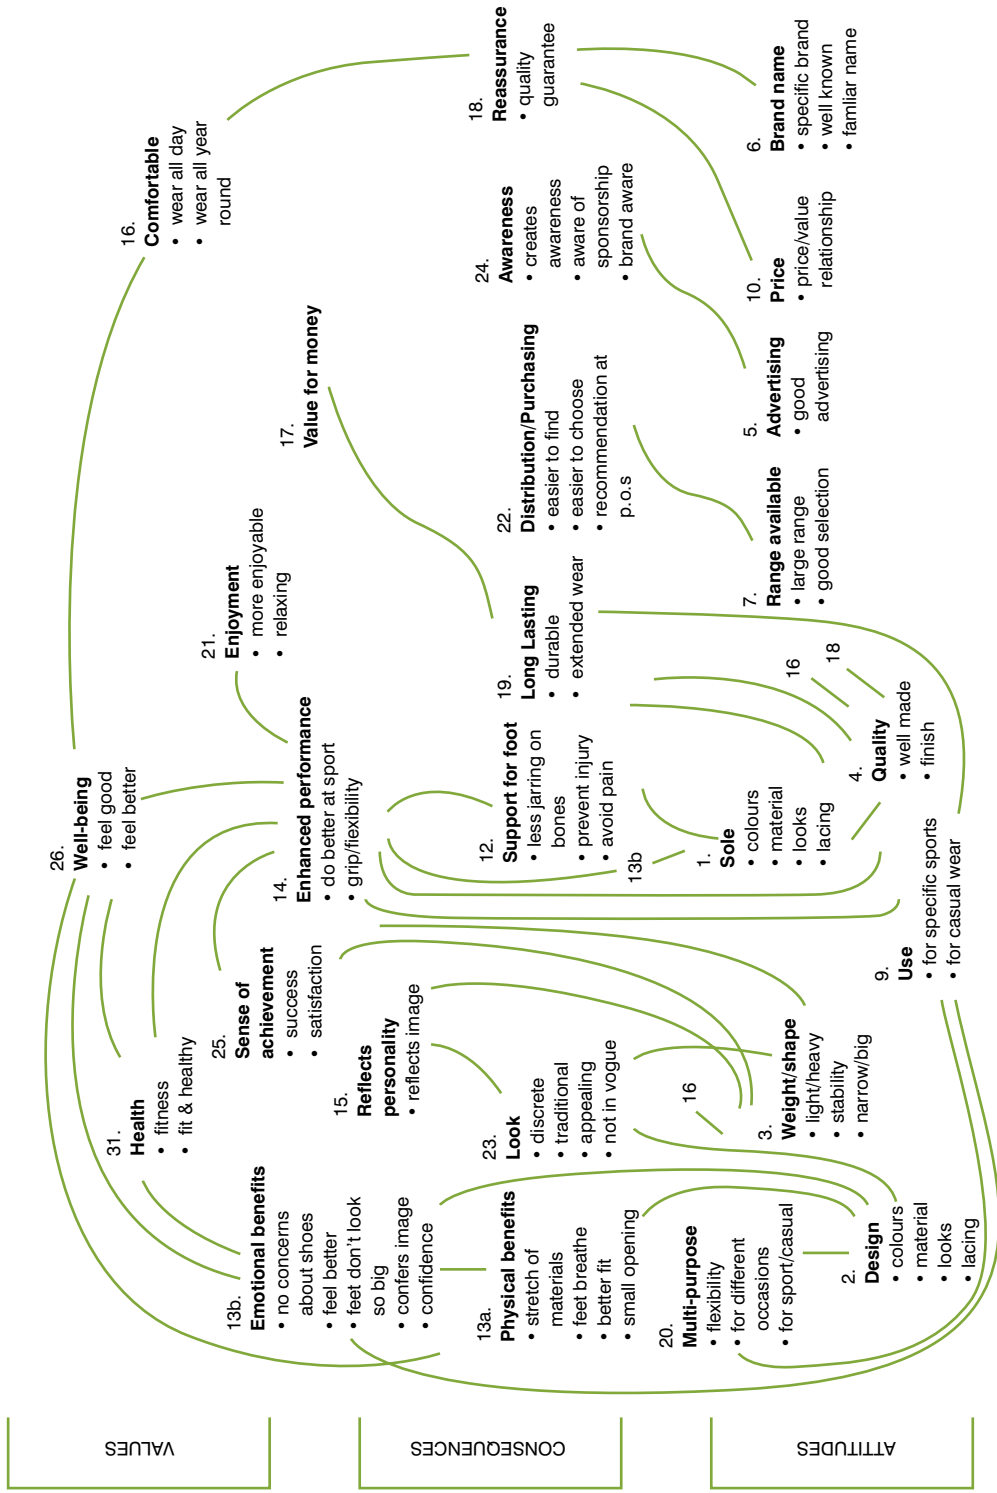 VALUES
CONSEQUENCES
ATTITUDES
26.
Well-being
• feel good
• feel better
16.
Comfortable
• wear all day
• wear all year
round
31.
Health
• fitness
• fit & healthy
21.
Enjoyment
• more enjoyable
• relaxing
25.
Sense of
achievement
• success
• satisfaction
13b.
Emotional benefits
• no concerns
about shoes
• feel better
• feet don't look
so big
• confers image
• confidence
14.
Enhanced performance
• do better at sport
• grip/flexibility
17.
Value for money
15.
Reflects
personality
• reflects image
13a.
Physical benefits
• stretch of
materials
• feet breathe
• better fit
• small opening
23.
Look
• discrete
• traditional
• appealing
• not in vogue
12.
Support for foot
• less jarring on
bones
• prevent injury
• avoid pain
19.
Long Lasting
• durable
• extended wear
22.
Distribution/Purchasing
• easier to find
• easier to choose
• recommendation at
p.o.s
24.
Awareness
• creates
awareness
• aware of
sponsorship
• brand aware
18.
Reassurance
• quality
guarantee
20.
Multi-purpose
• flexibility
• for different
occasions
• for sport/casual
16
13b
1.
Sole
• colours
• material
• looks
• lacing
3.
Weight/shape
• light/heavy
• stability
• narrow/big
16
18
7.
Range available
• large range
• good selection
5.
Advertising
• good
advertising
10.
Price
• price/value
relationship
6.
Brand name
• specific brand
• well known
• famliar name
2.
Design
• colours
• material
• looks
• lacing
9.
Use
• for specific sports
• for casual wear
4.
Quality
• well made
• finish